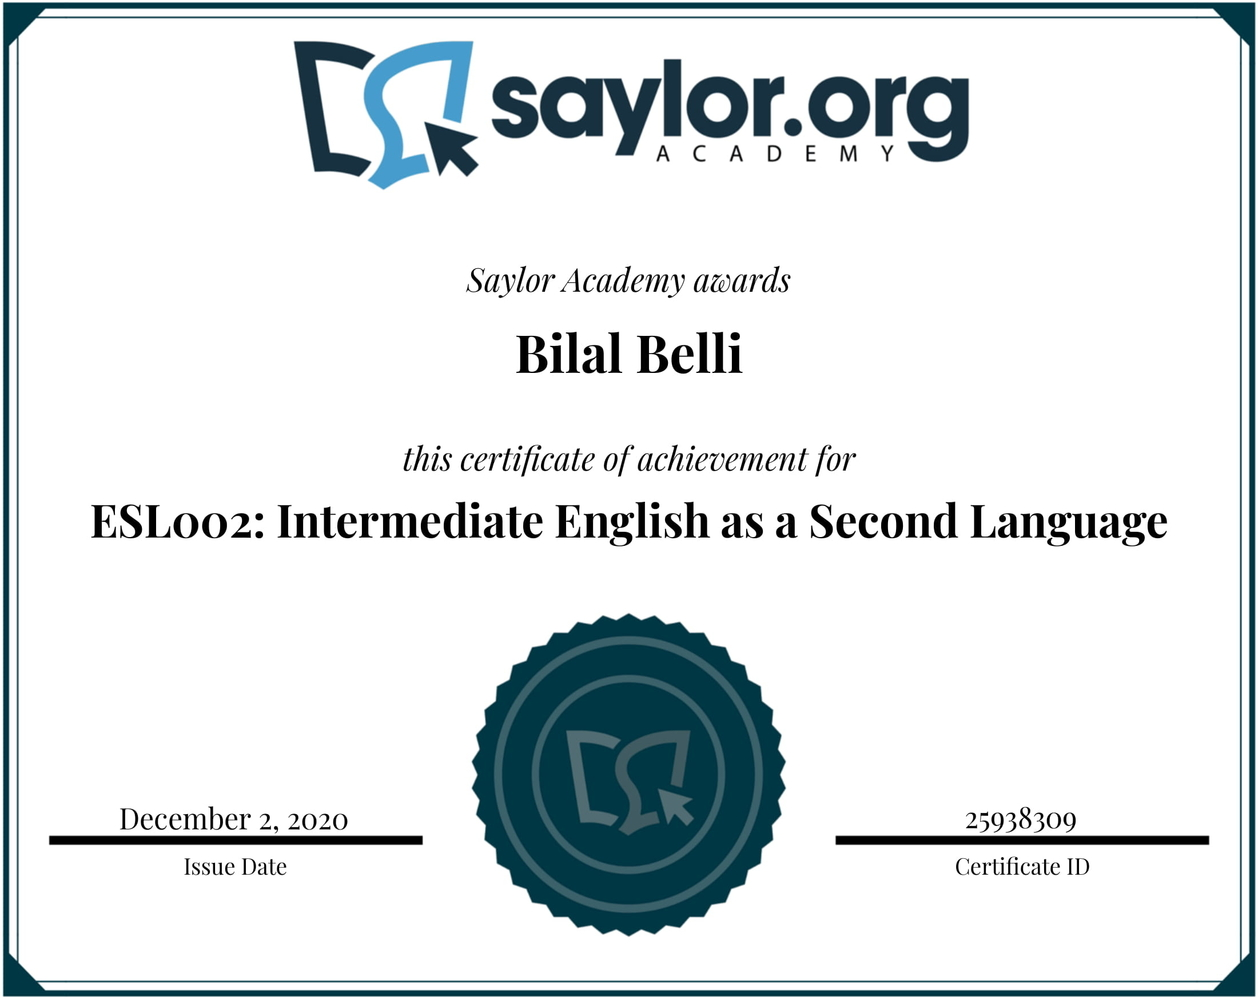 saylor.org
ACADEMY
Saylor Academy awards
Bilal Belli
this certificate of achievement for
ESL002: Intermediate English as a Second Language
December 2, 2020
Issue Date
25938309
Certificate ID